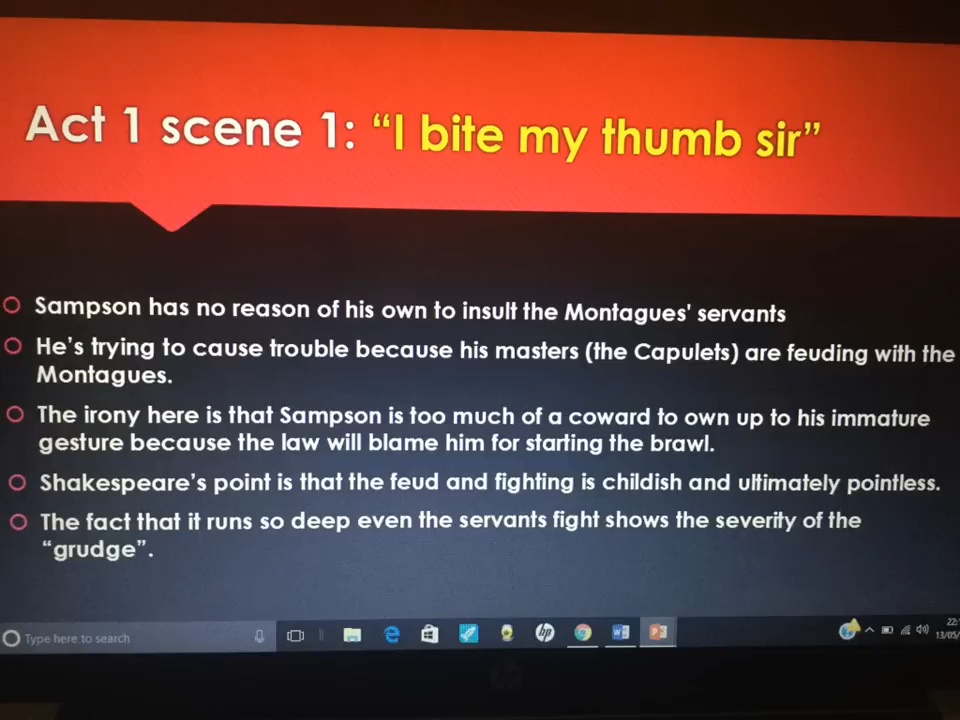 Act 1 scene 1: “I bite my thumb sir”
Sampson has no reason of his own to insult the Montagues' servants
He’s trying to cause trouble because his masters (the Capulets) are feuding with the
Montagues.
The irony here is that Sampson is too much of a coward to own up to his immature
gesture because the law will blame him for starting the brawl.
Shakespeare’s point is that the feud and fighting is childish and ultimately pointless.
The fact that it runs so deep even the servants fight shows the severity of the
“grudge”.
Type here to search
hp
22:
13/05/